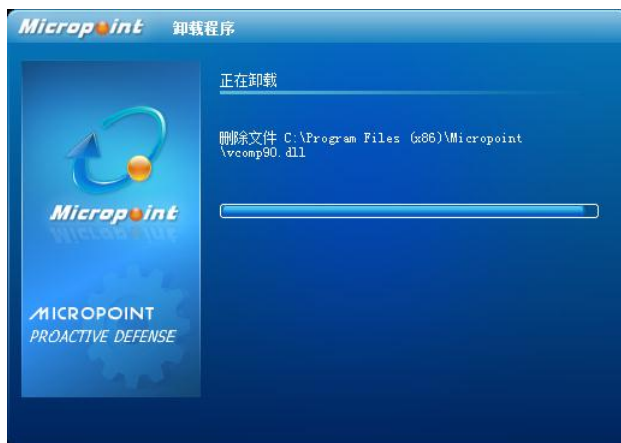 Micropoint 卸载程序
正在卸载
删除文件 C:\Program Files (x86)\Micropoint
\vcomp90.dll
Micropoint
MICROPOINT
PROACTIVE DEFENSE